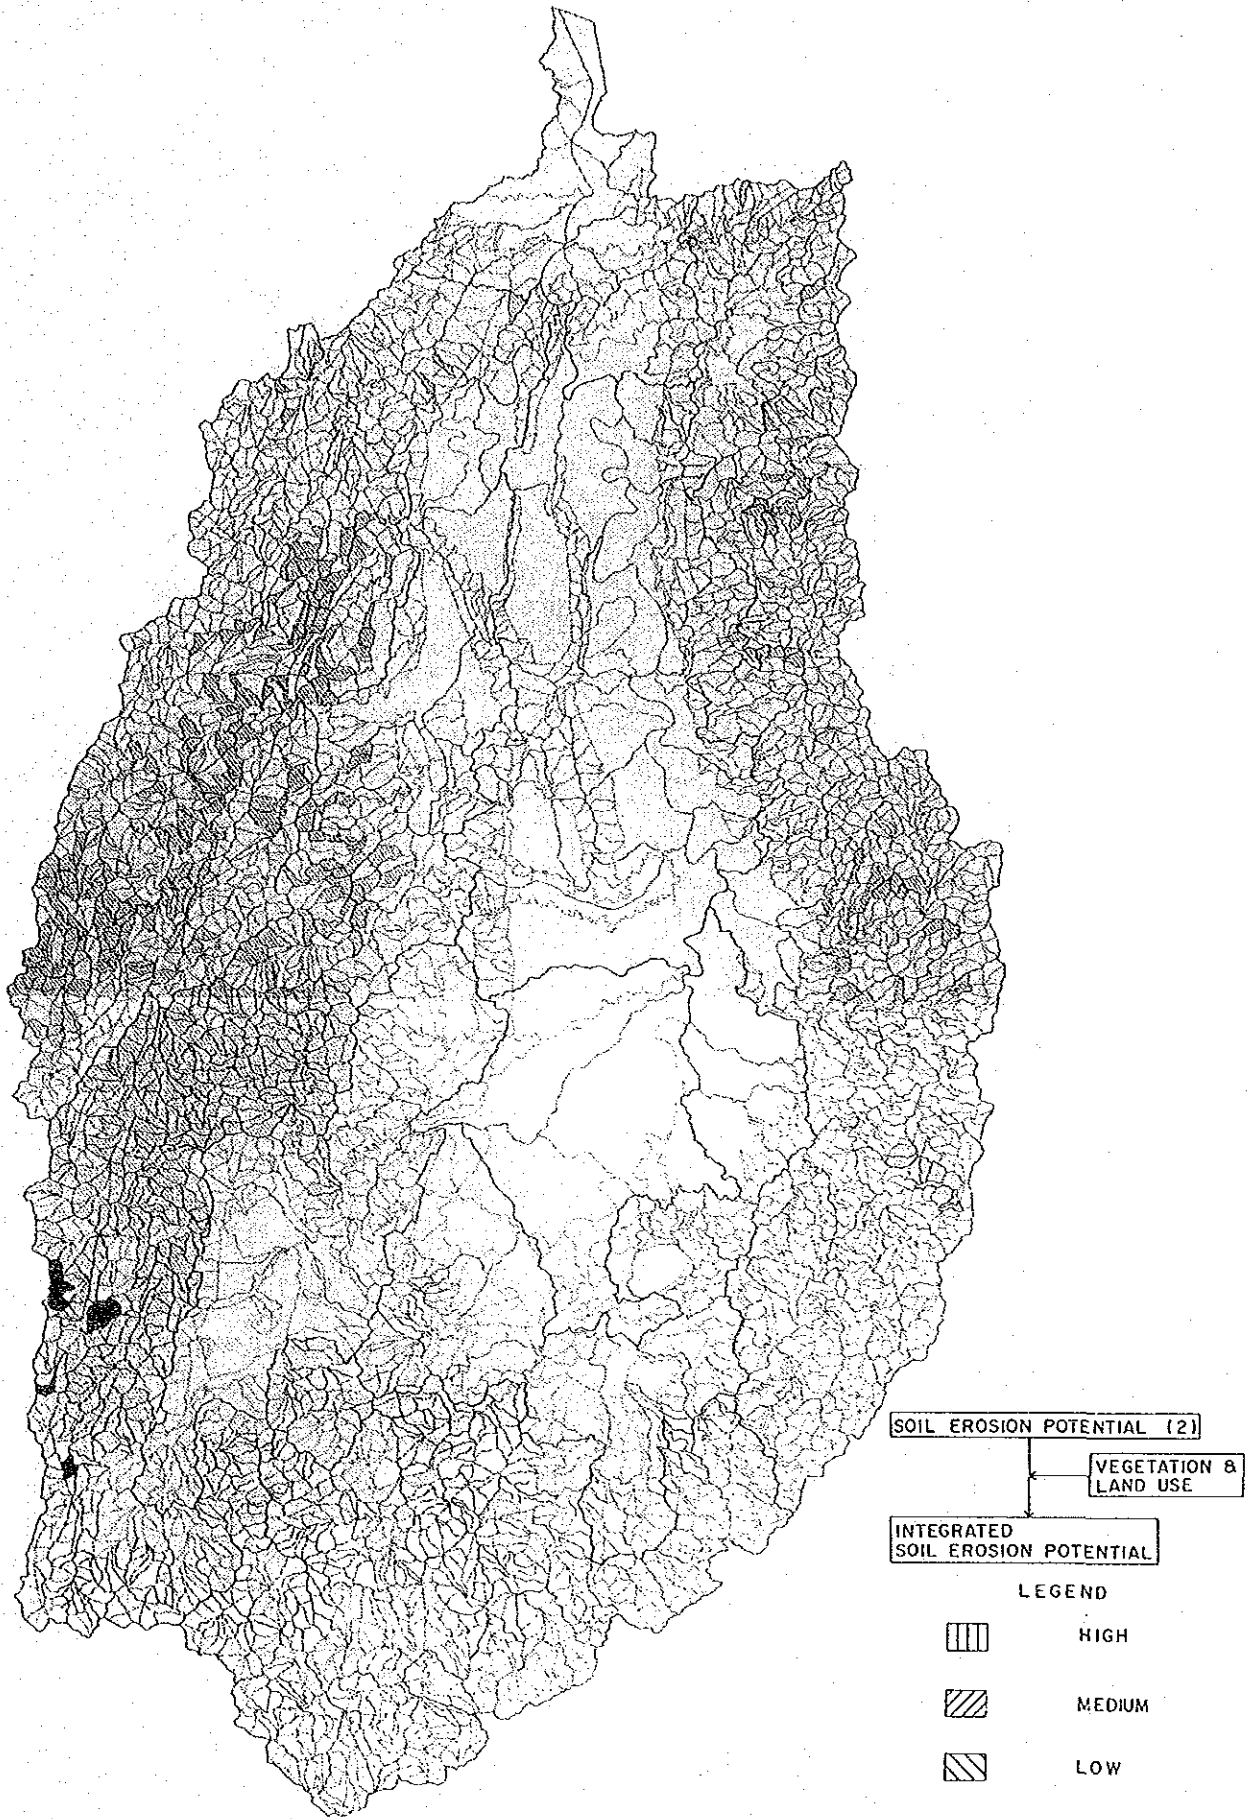 SOIL EROSION POTENTIAL (2)
VEGETATION &
LAND USE
INTEGRATED
SOIL EROSION POTENTIAL
LEGEND
HIGH
MEDIUM
LOW